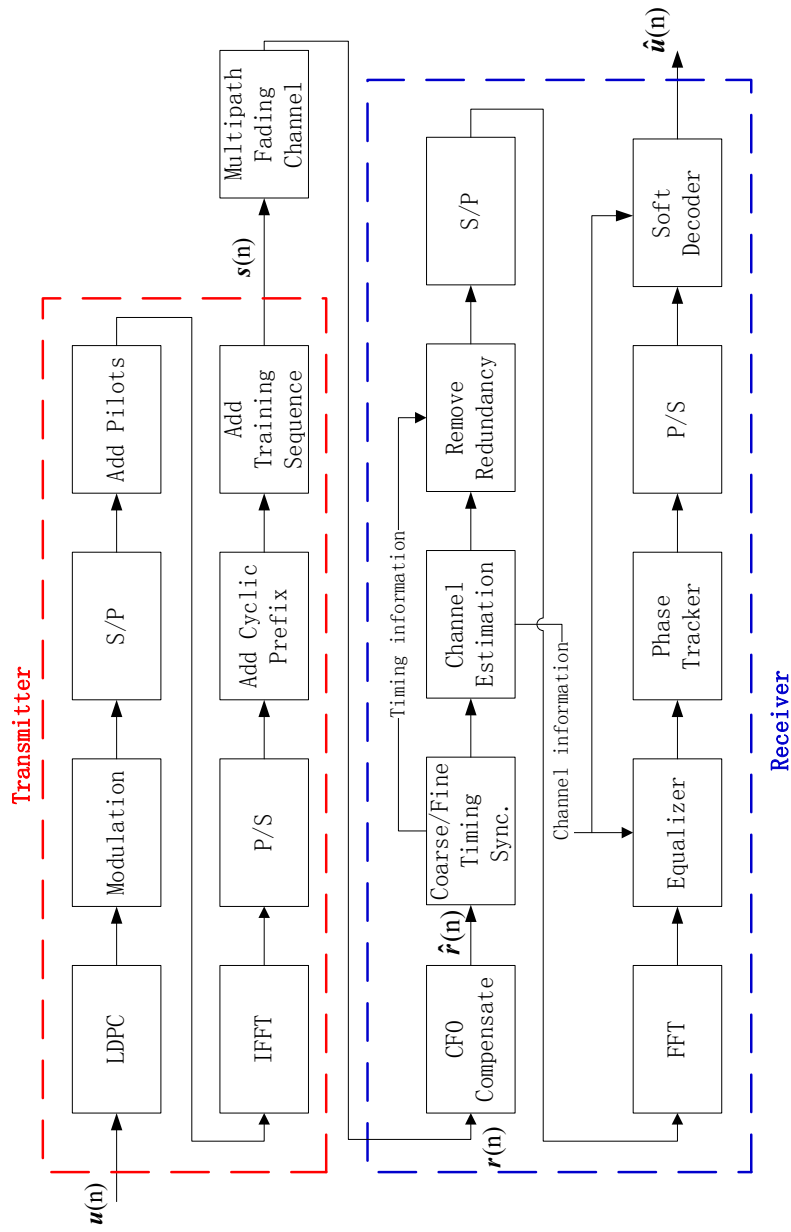 Transmitter
u(n)
LDPC
Modulation
S/P
Add Pilots
IFFT
P/S
Add Cyclic
Prefix
Add
Training
Sequence
s(n)
Multipath
Fading
Channel
r(n)
CFO
Compensate
r̂(n)
Coarse/Fine
Timing
Sync.
Timing information
Channel
Estimation
Remove
Redundancy
S/P
Channel information
FFT
Equalizer
Phase
Tracker
P/S
Soft
Decoder
û(n)
Receiver